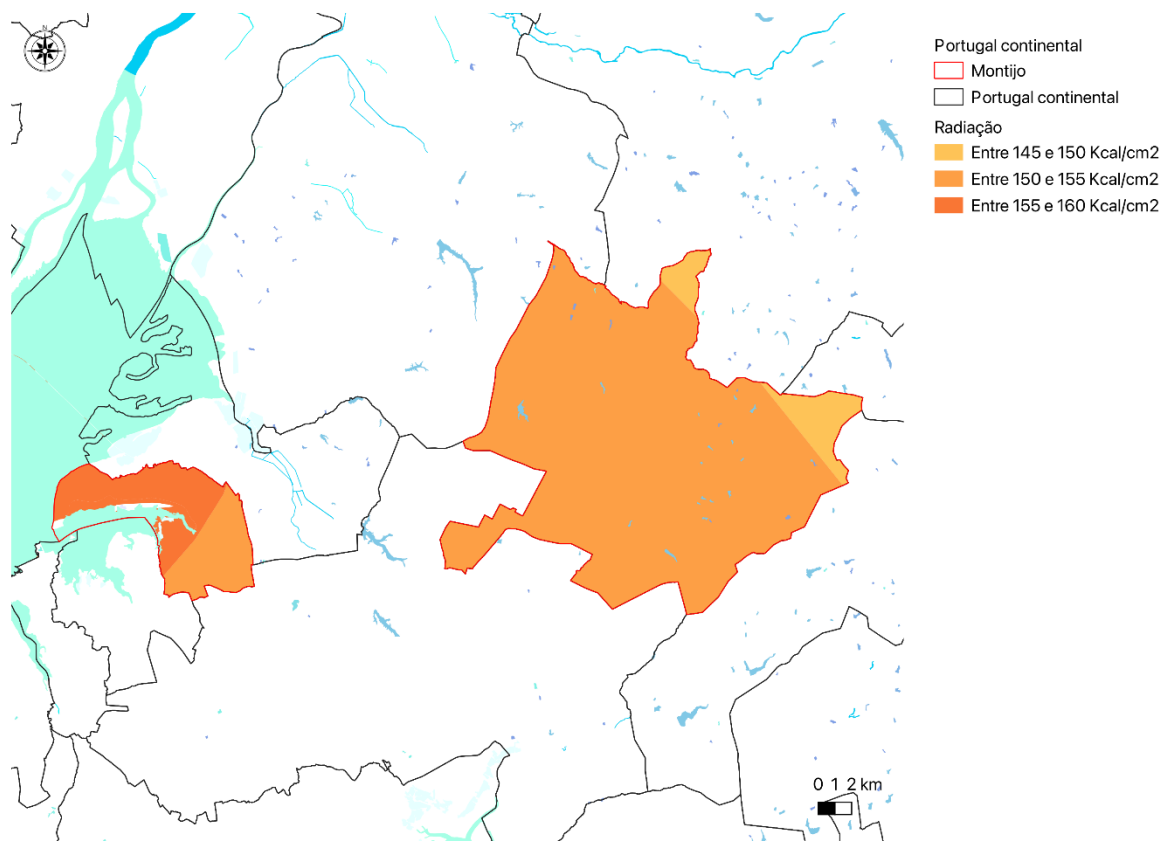 N
Portugal continental
Montijo
Portugal continental
Radiação
Entre 145 e 150 Kcal/cm2
Entre 150 e 155 Kcal/cm2
Entre 155 e 160 Kcal/cm2
0 1 2 km